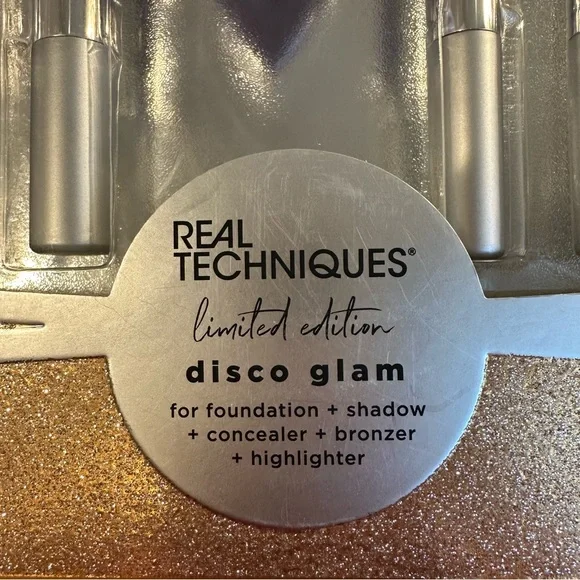 REAL
TECHNIQUES®
limited edition
disco glam
for foundation + shadow
+ concealer + bronzer
+ highlighter